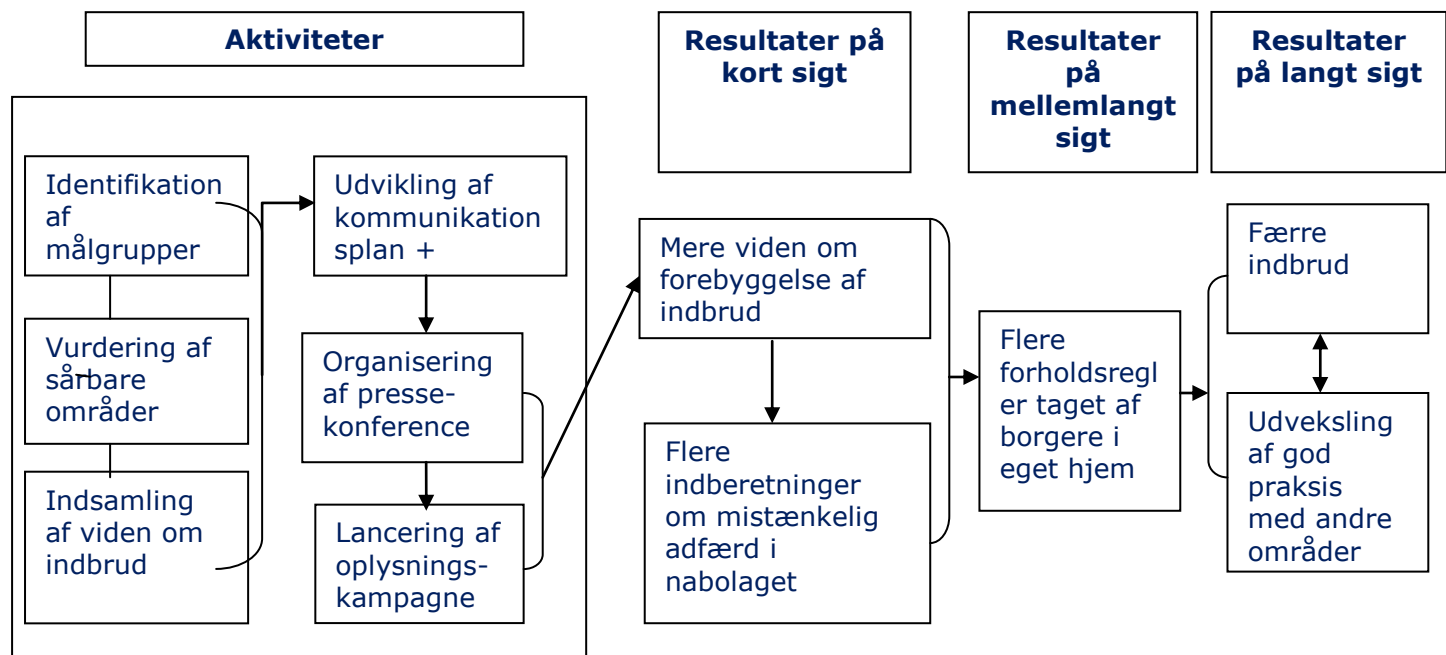 Aktiviteter
Resultater på
kort sigt
Resultater
på
mellemlangt
sigt
Resultater
på langt sigt
Identifikation
af
målgrupper
Vurdering af
sårbare
områder
Indsamling
af viden om
indbrud
Udvikling af
kommunikation
splan +
Organisering
af presse-
konference
Lancering af
oplysnings-
kampagne
Mere viden om
forebyggelse af
indbrud
Flere
indberetninger
om mistænkelig
adfærd i
nabolaget
Flere
forholdsregl
er taget af
borgere i
eget hjem
Færre
indbrud
Udveksling
af god
praksis
med andre
områder